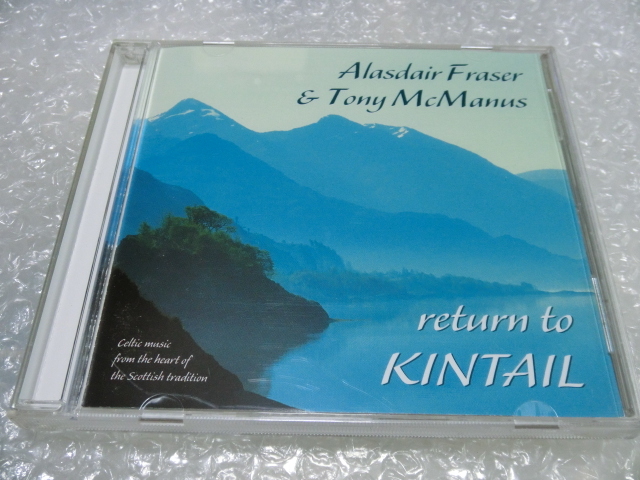 Alasdair Fraser
& Tony McManus
return to
KINTAIL
Celtic music
from the heart of
the Scottish tradition